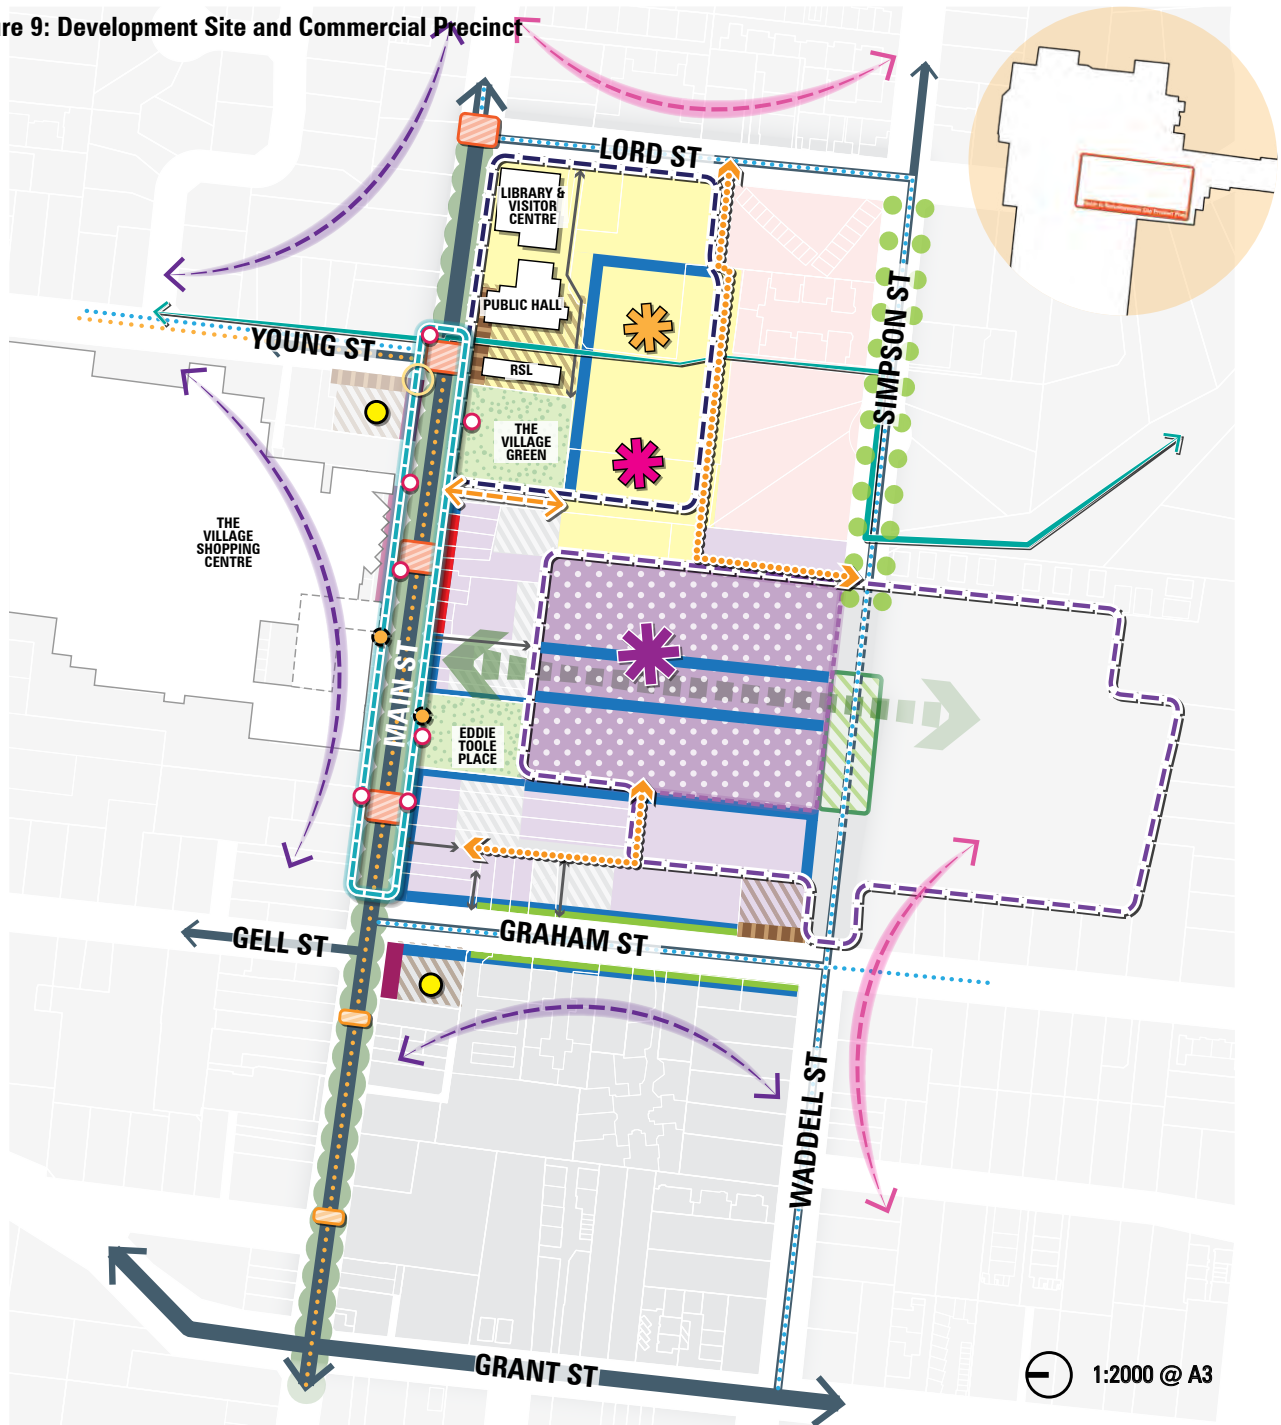 re 9: Development Site and Commercial Precinct
LORD ST
LIBRARY &
VISITOR
CENTRE
PUBLIC HALL
YOUNG ST
RSL
SIMPSON ST
THE
VILLAGE
GREEN
THE
VILLAGE
SHOPPING
CENTRE
MAIN ST
EDDIE
TOOLE
PLACE
GELL ST
GRAHAM ST
WADDELL ST
GRANT ST
1:2000 @ A3